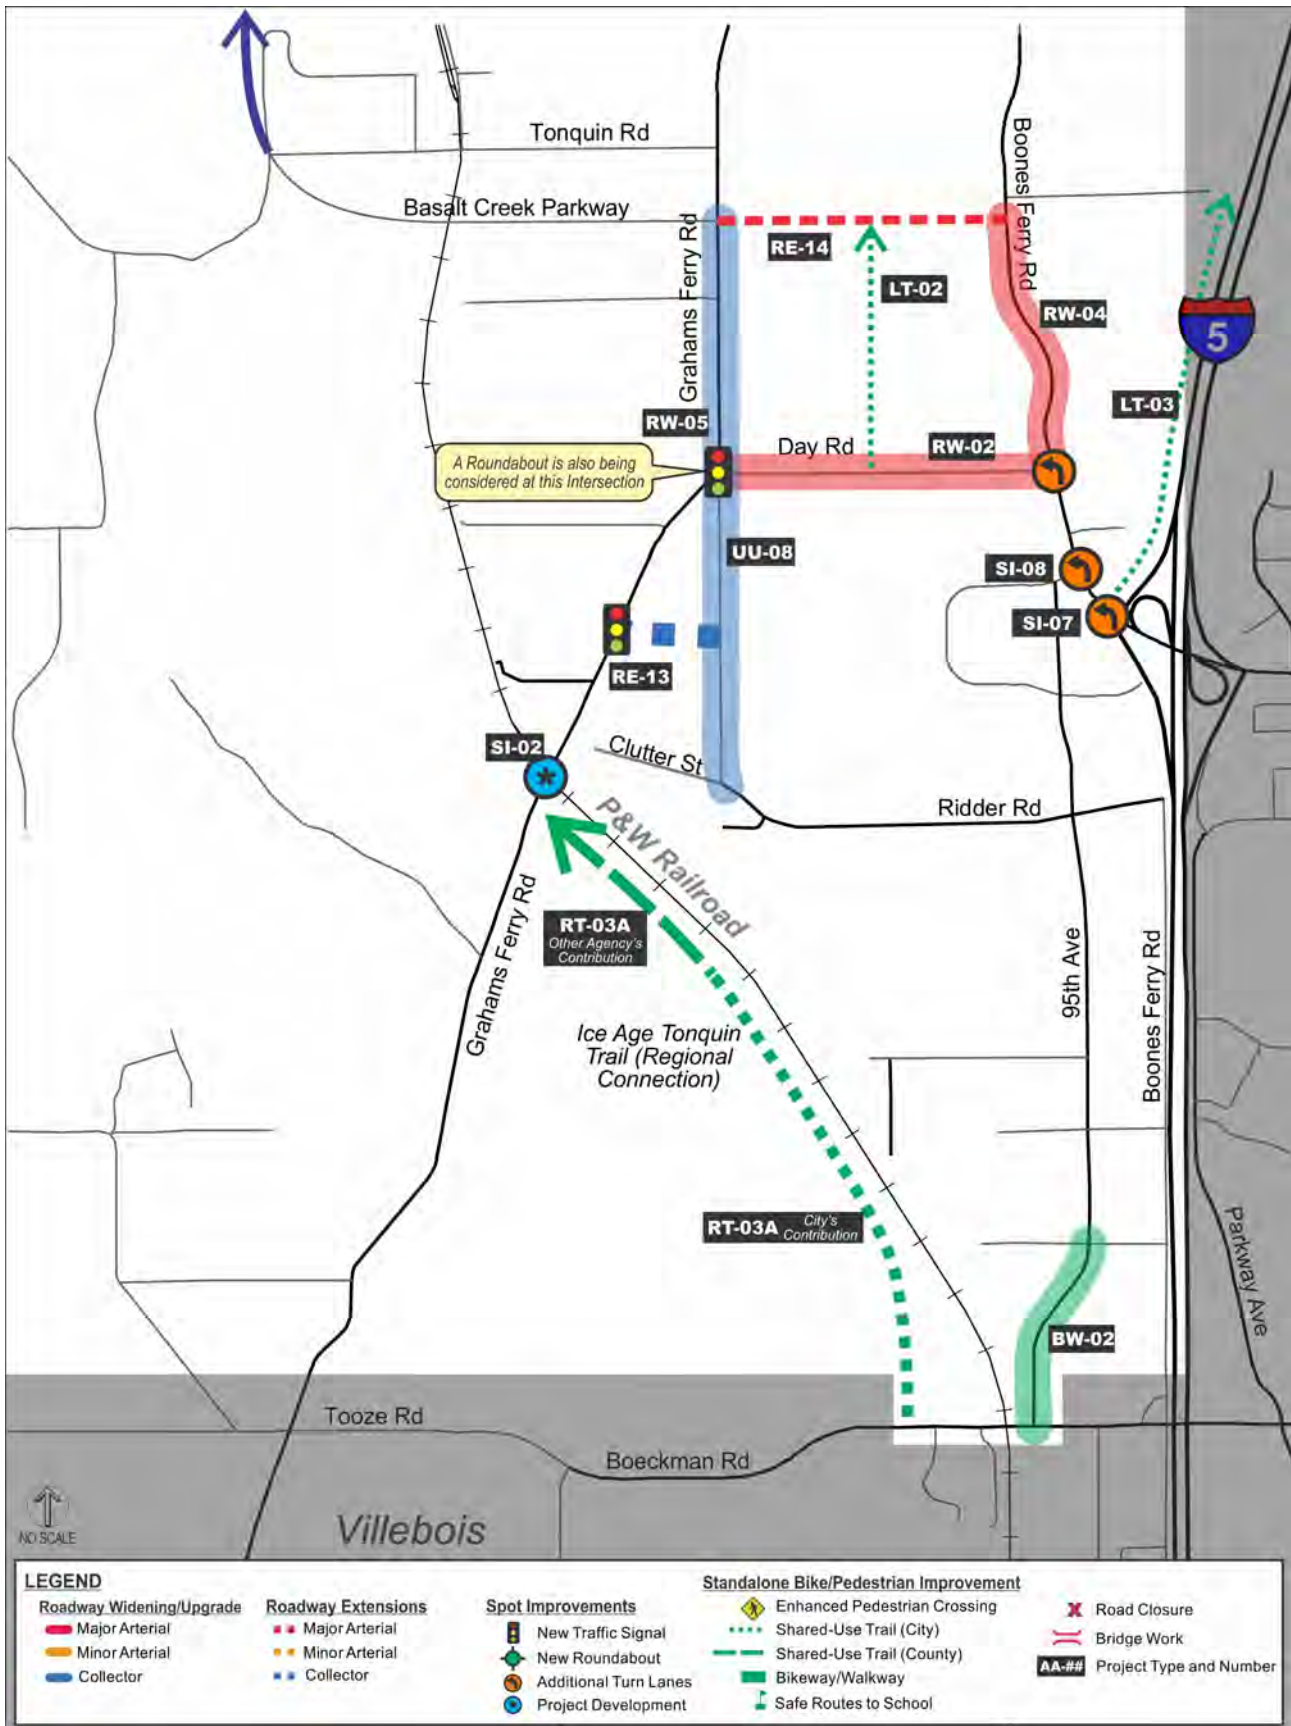 Tonquin Rd
Boones Ferry Rd
Basalt Creek Parkway
Grahams Ferry Rd
RE-14
LT-02
RW-04
5
LT-03
RW-05
Day Rd
RW-02
A Roundabout is also being
considered at this Intersection
UU-08
SI-08
SI-07
RE-13
SI-02
Clutter St
P&W Railroad
Ridder Rd
Grahams Ferry Rd
RT-03A
Other Agency's
Contribution
95th Ave
Boones Ferry Rd
Ice Age Tonquin
Trail (Regional
Connection)
RT-03A City's
Contribution
Parkway Ave
BW-02
Tooze Rd
Boeckman Rd
NO SCALE
Villebois
LEGEND
Roadway Widening/Upgrade
Major Arterial
Minor Arterial
Collector
Roadway Extensions
Major Arterial
Minor Arterial
Collector
Spot Improvements
New Traffic Signal
New Roundabout
Additional Turn Lanes
Project Development
Standalone Bike/Pedestrian Improvement
Enhanced Pedestrian Crossing
Shared-Use Trail (City)
Shared-Use Trail (County)
Bikeway/Walkway
Safe Routes to School
Road Closure
Bridge Work
AA-## Project Type and Number